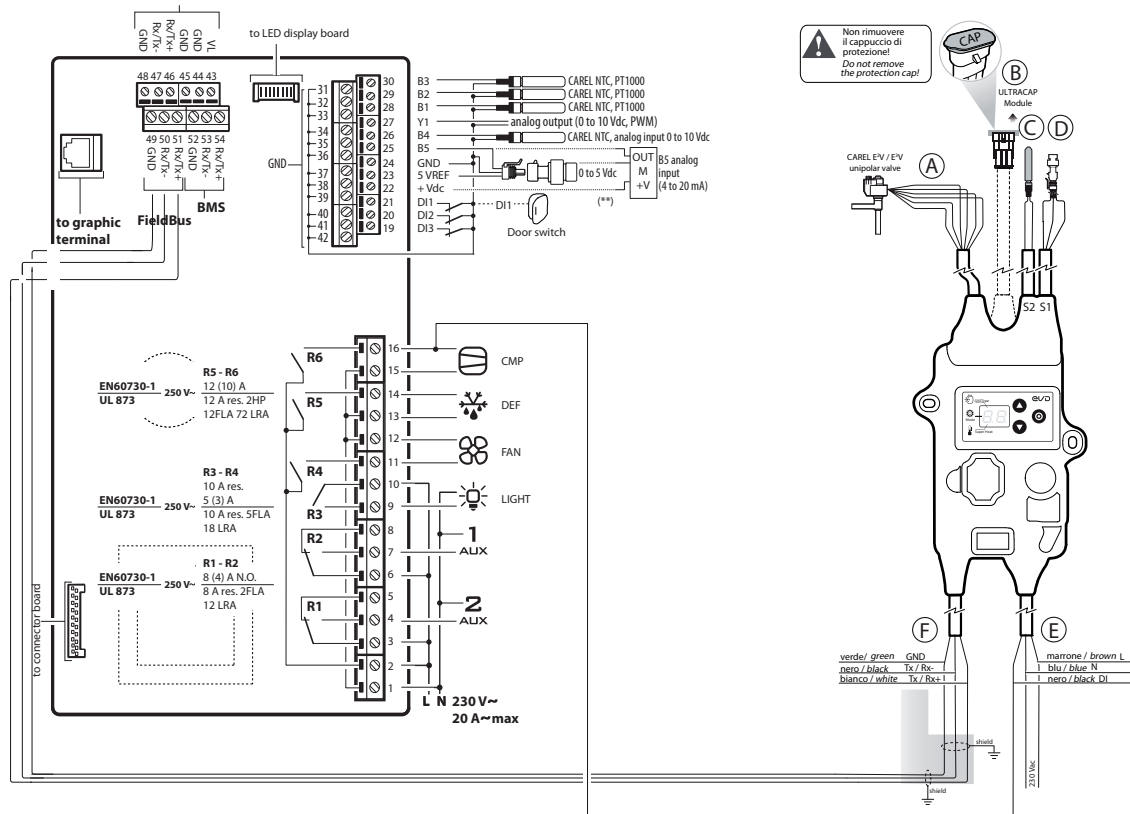 GND
Rx/Tx-
Rx/Tx+
GND
GND
VL
48 47 46 45 44 43
49 50 51 52 53 54
GND
Rx/Tx-
Rx/Tx+
GND
Rx/Tx-
Rx/Tx+
FieldBus
BMS
to graphic
terminal
to LED display board
GND
31
32
33
34
35
36
37
38
39
40
41
42
30
29
28
27
26
25
24
23
22
21
20
19
B3
B2
B1
Y1
B4
B5
GND
5 VREF
+ Vdc
DI1
DI2
DI3
CAREL NTC, PT1000
CAREL NTC, PT1000
CAREL NTC, PT1000
analog output (0 to 10 Vdc, PWM)
CAREL NTC, analog input 0 to 10 Vdc
0 to 5 Vdc
OUT
M
+V
B5 analog
input
(4 to 20 mA)
(**)
DI1
Door switch
R5 - R6
EN60730-1
UL 873
250 V~
12 (10) A
12 A res. 2HP
12FLA 72 LRA
R3 - R4
10 A res.
EN60730-1
UL 873
250 V~
5 (3) A
10 A res. 5FLA
18 LRA
R1 - R2
EN60730-1
UL 873
250 V~
8 (4) A N.O.
8 A res. 2FLA
12 LRA
to connector board
R6
R5
R4
R3
R2
R1
16
15
14
13
12
11
10
9
8
7
6
5
4
3
2
1
CMP
DEF
FAN
LIGHT
1
AUX
2
AUX
L N 230 V~
20 A~max
Non rimuovere
il cappuccio di
protezione!
Do not remove
the protection cap!
CAP
B
ULTRACAP
Module
C
D
CAREL E²V / E³V
unipolar valve
A
S2 S1
evd
88
F
E
verde/ green GND
nero / black Tx / Rx-
bianco / white Tx / Rx+
marrone / brown L
blu / blue N
nero / black DI
shield
shield
230 Vac